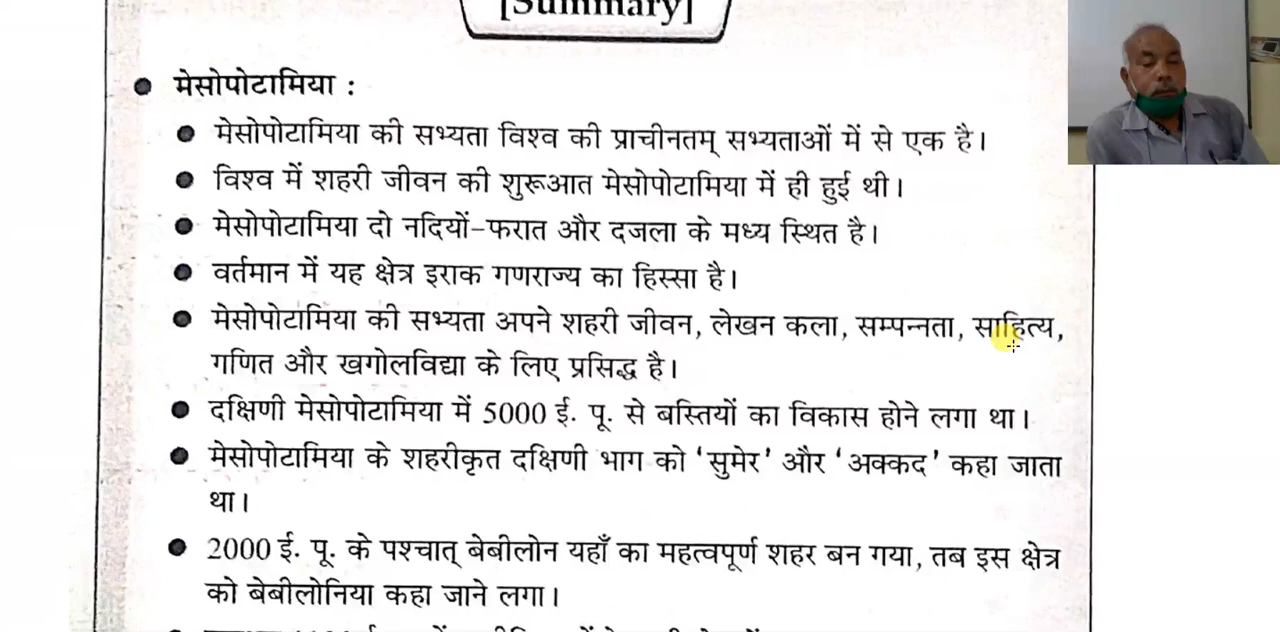 [Summary]
● मेसोपोटामिया :
● मेसोपोटामिया की सभ्यता विश्व की प्राचीनतम् सभ्यताओं में से एक है।
● विश्व में शहरी जीवन की शुरूआत मेसोपोटामिया में ही हुई थी।
● मेसोपोटामिया दो नदियों-फरात और दजला के मध्य स्थित है।
● वर्तमान में यह क्षेत्र इराक गणराज्य का हिस्सा है।
● मेसोपोटामिया की सभ्यता अपने शहरी जीवन, लेखन कला, सम्पन्नता, साहित्य,
गणित और खगोलविद्या के लिए प्रसिद्ध है।
● दक्षिणी मेसोपोटामिया में 5000 ई. पू. से बस्तियों का विकास होने लगा था।
● मेसोपोटामिया के शहरीकृत दक्षिणी भाग को 'सुमेर' और 'अक्कद' कहा जाता
था।
● 2000 ई. पू. के पश्चात् बेबीलोन यहाँ का महत्वपूर्ण शहर बन गया, तब इस क्षेत्र
को बेबीलोनिया कहा जाने लगा।